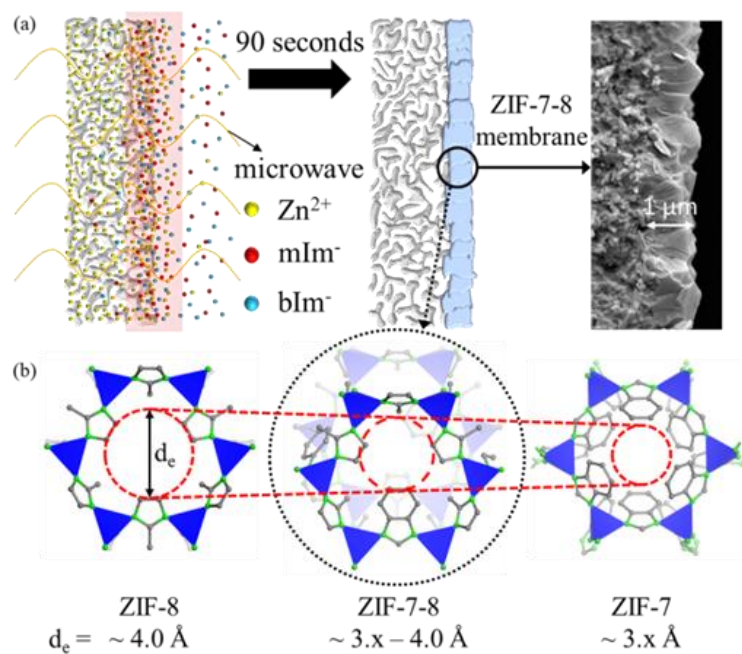 (a)
90 seconds
microwave
Zn²⁺
mIm⁻
bIm⁻
ZIF-7-8
membrane
1 μm
(b)
dₑ
ZIF-8
ZIF-7-8
ZIF-7
dₑ = ~ 4.0 Å
~ 3.x – 4.0 Å
~ 3.x Å